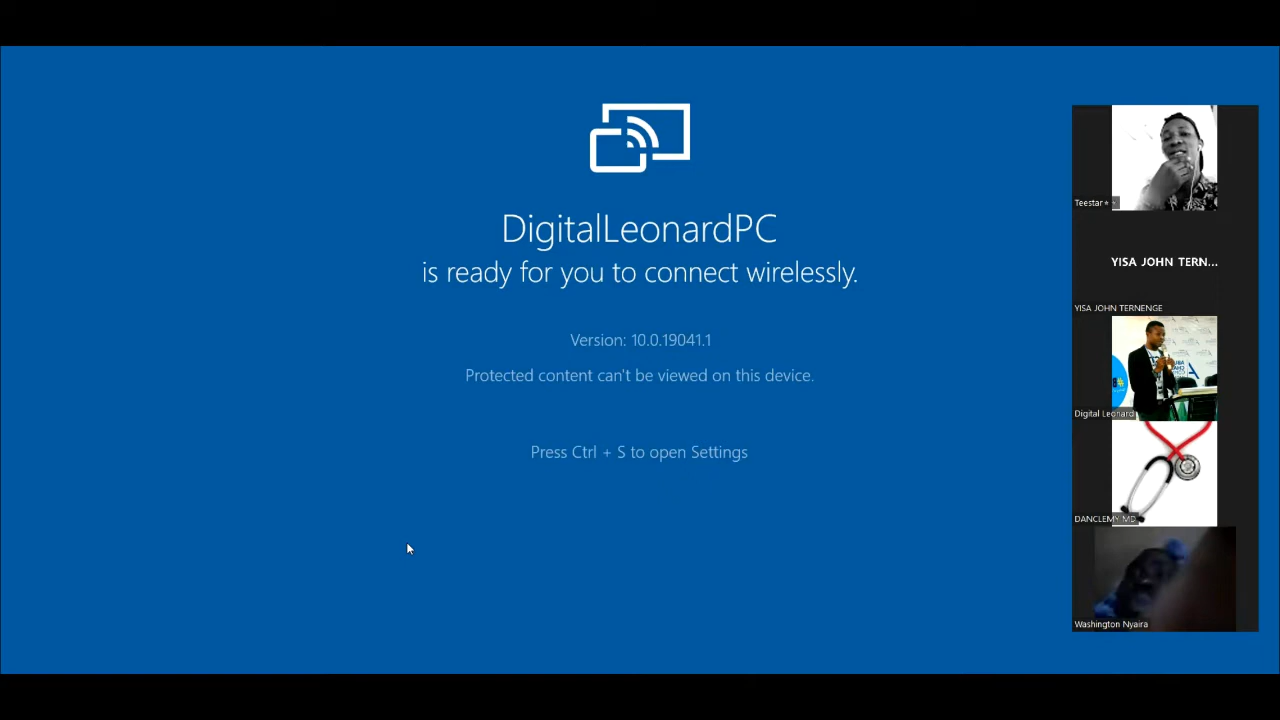 DigitalLeonardPC
is ready for you to connect wirelessly.
Version: 10.0.19041.1
Protected content can't be viewed on this device.
Press Ctrl + S to open Settings
Teestar
YISA JOHN TERN...
YISA JOHN TERNENGE
Digital Leonard
DANCLEMY MD
Washington Nyaira